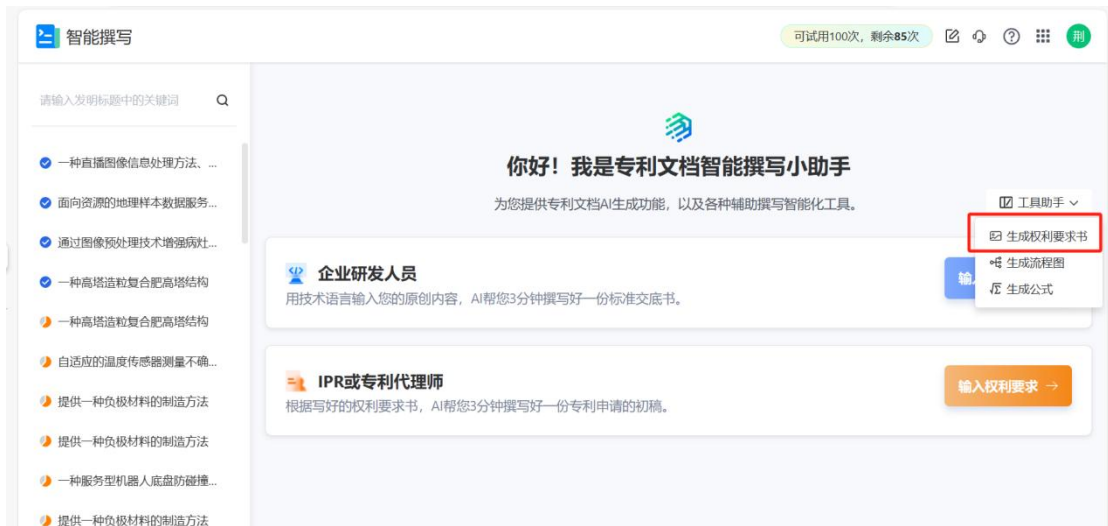 智能撰写
可试用100次，剩余85次
荆
请输入发明标题中的关键词
一种直播图像信息处理方法、...
面向资源的地理样本数据服务...
通过图像预处理技术增强病灶...
一种高塔造粒复合肥高塔结构
一种高塔造粒复合肥高塔结构
自适应的温度传感器测量不确...
提供一种负极材料的制造方法
提供一种负极材料的制造方法
一种服务型机器人底盘防碰撞...
提供一种负极材料的制造方法
你好！我是专利文档智能撰写小助手
为您提供专利文档AI生成功能，以及各种辅助撰写智能化工具。
工具助手
生成权利要求书
生成流程图
生成公式
企业研发人员
用技术语言输入您的原创内容，AI帮您3分钟撰写好一份标准交底书。
输
IPR或专利代理师
根据写好的权利要求书，AI帮您3分钟撰写好一份专利申请的初稿。
输入权利要求 →